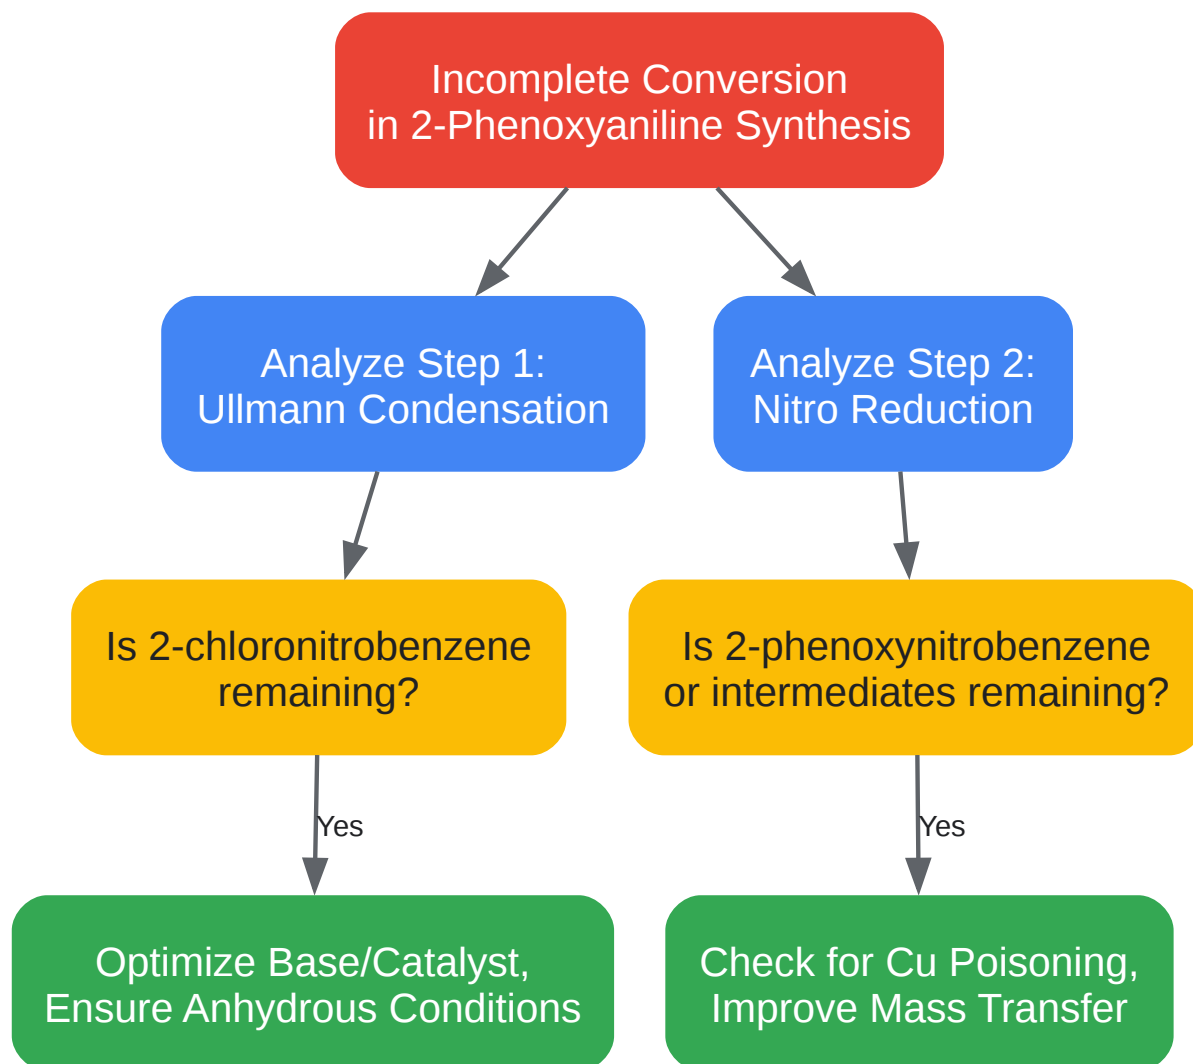 Incomplete Conversion
in 2-Phenoxyaniline Synthesis
Analyze Step 1:
Ullmann Condensation
Analyze Step 2:
Nitro Reduction
Is 2-chloronitrobenzene
remaining?
Is 2-phenoxynitrobenzene
or intermediates remaining?
Yes
Yes
Optimize Base/Catalyst,
Ensure Anhydrous Conditions
Check for Cu Poisoning,
Improve Mass Transfer